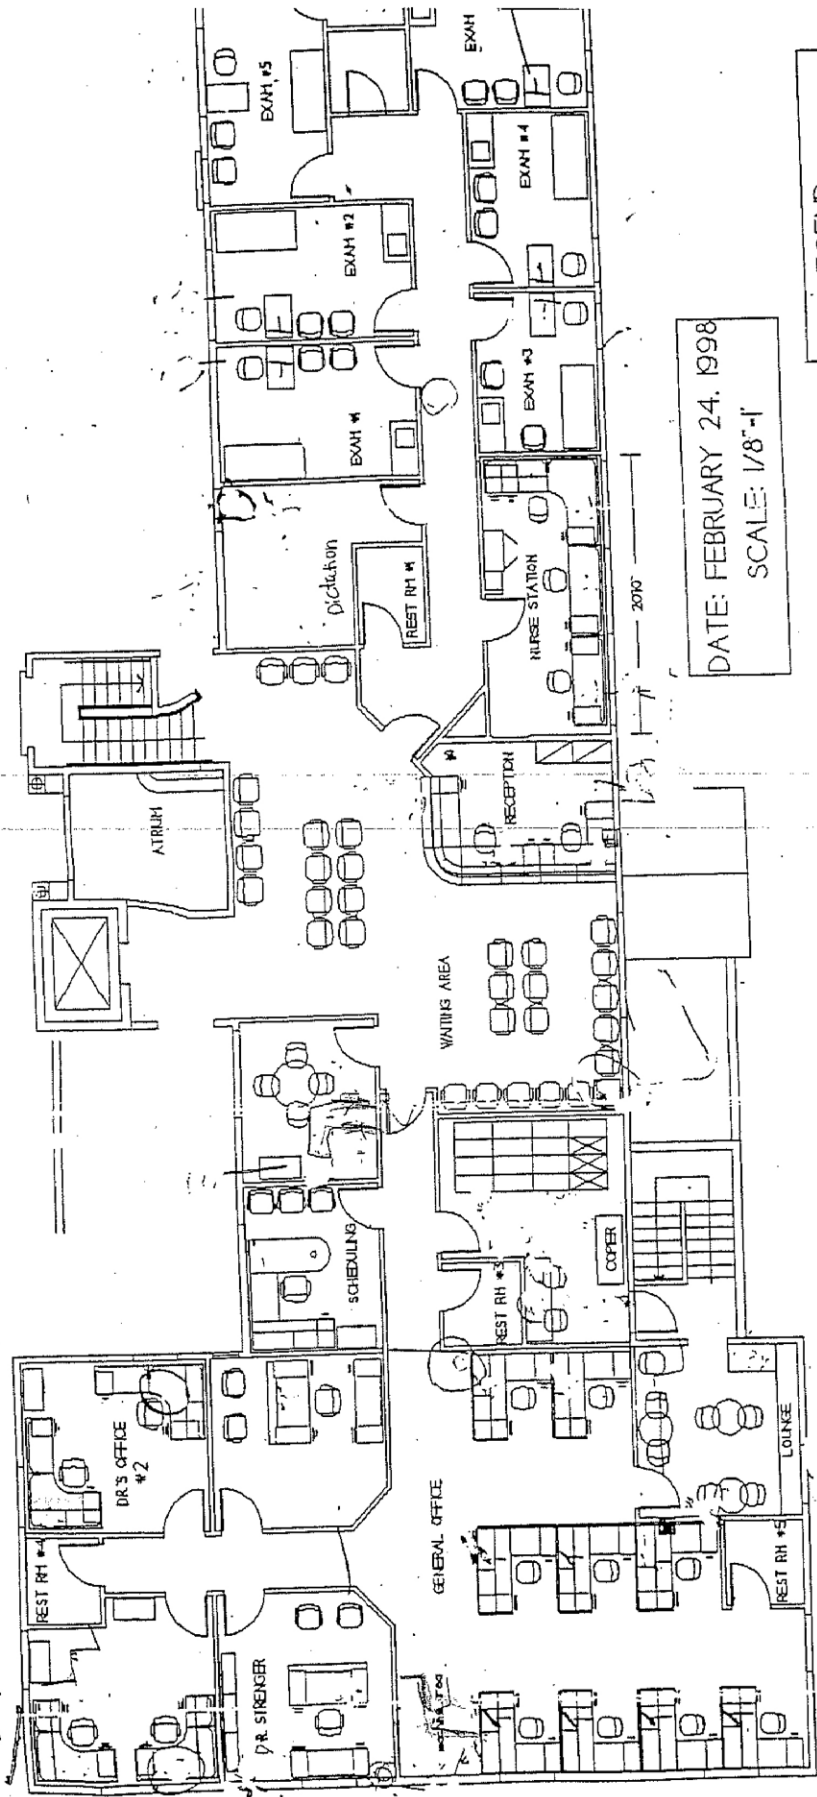 EXAM #5
EXAM
EXAM #4
EXAM #2
EXAM #1
EXAM #3
Dictation
REST RM #1
NURSE STATION
2070
DATE: FEBRUARY 24, 1998
SCALE: 1/8"=1'
ATRIUM
RECEPTION
WAITING AREA
SCHEDULING
COPIER
REST RM #3
DR'S OFFICE
#2
LOUNGE
GENERAL OFFICE
REST RM #4
REST RM #5
DR. STRENGER